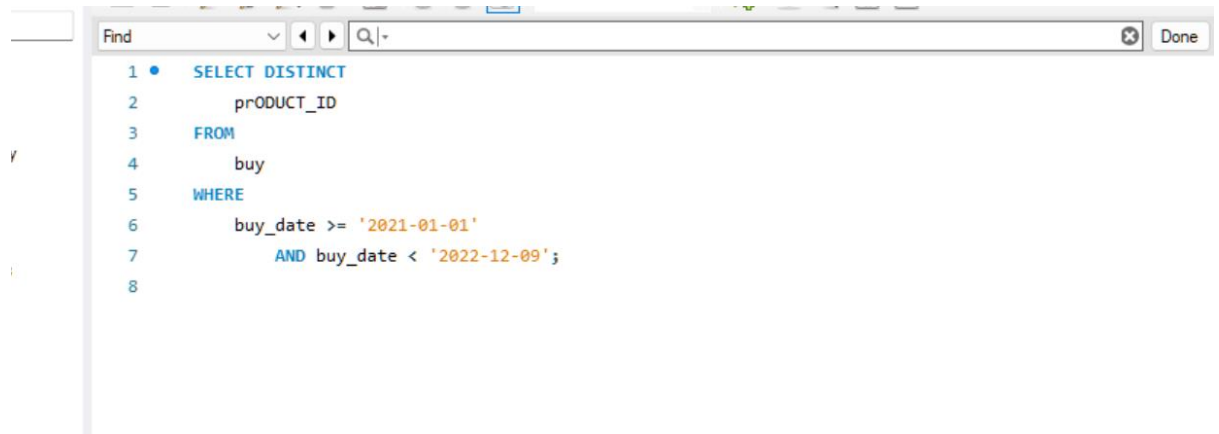 Find Done
1 SELECT DISTINCT
2 prODUCT_ID
3 FROM
4 buy
5 WHERE
6 buy_date >= '2021-01-01'
7 AND buy_date < '2022-12-09';
8